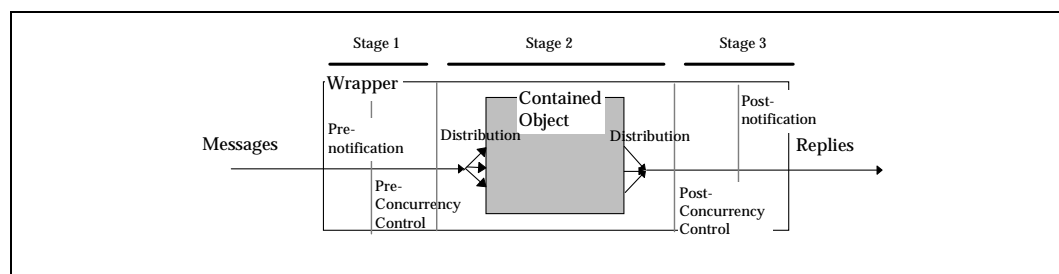 Stage 1
Stage 2
Stage 3
Wrapper
Contained
Object
Post-
notification
Pre-
notification
Distribution
Distribution
Messages
Replies
Pre-
Concurrency
Control
Post-
Concurrency
Control